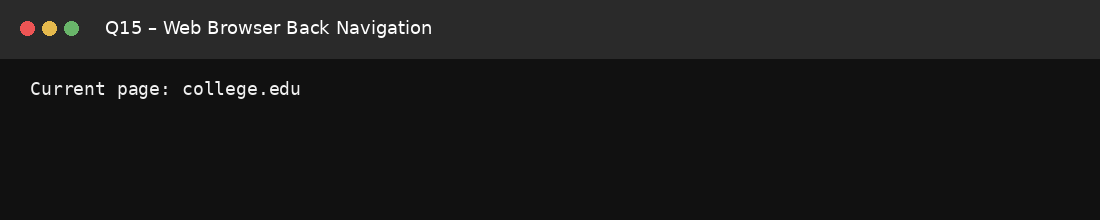 Q15 – Web Browser Back Navigation
Current page: college.edu